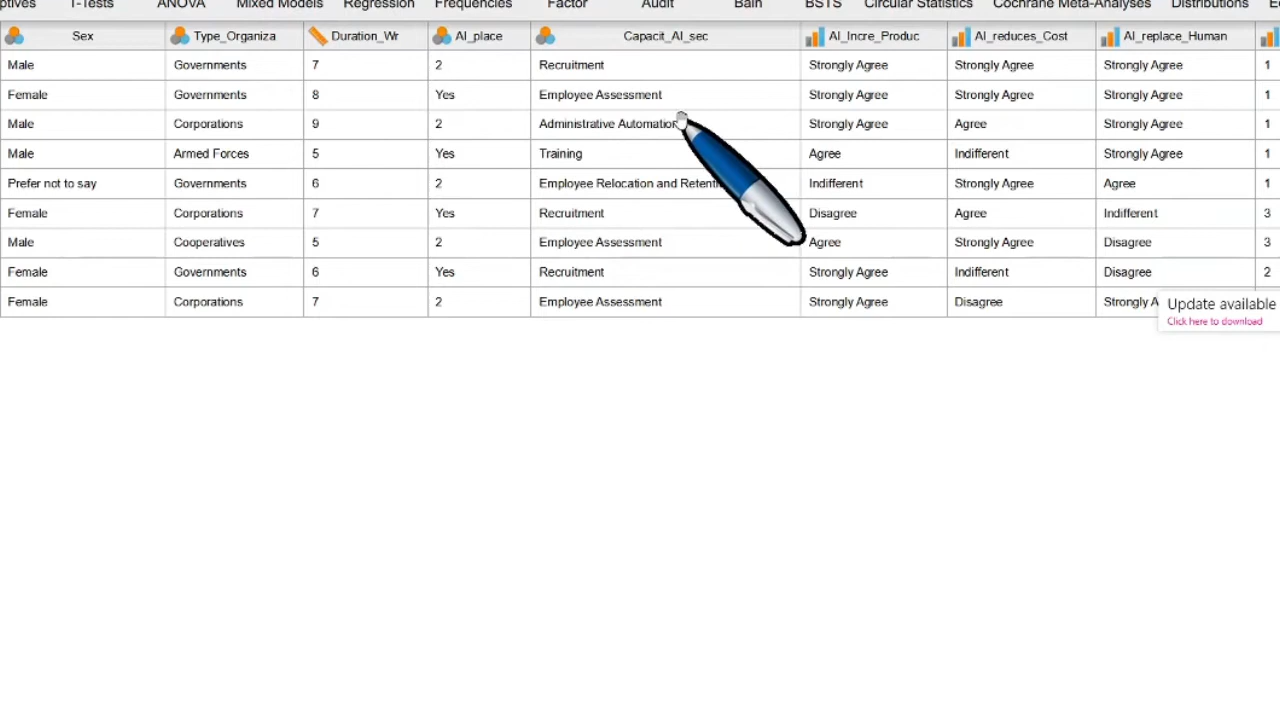 T-Tests ANOVA Mixed Models Regression Frequencies Factor Audit Bain BSTS Circular Statistics Cochrane Meta-Analyses Distributions
Sex Type_Organiza Duration_Wr AI_place Capacit_AI_sec AI_Incre_Produc AI_reduces_Cost AI_replace_Human
Male Governments 7 2 Recruitment Strongly Agree Strongly Agree Strongly Agree 1
Female Governments 8 Yes Employee Assessment Strongly Agree Strongly Agree Strongly Agree 1
Male Corporations 9 2 Administrative Automation Strongly Agree Agree Strongly Agree 1
Male Armed Forces 5 Yes Training Agree Indifferent Strongly Agree 1
Prefer not to say Governments 6 2 Employee Relocation and Indifferent Strongly Agree Agree 1
Female Corporations 7 Yes Recruitment Disagree Agree Indifferent 3
Male Cooperatives 5 2 Employee Assessment Agree Strongly Agree Disagree 3
Female Governments 6 Yes Recruitment Strongly Agree Indifferent Disagree 2
Female Corporations 7 2 Employee Assessment Strongly Agree Disagree Strongly
Update available
Click here to download